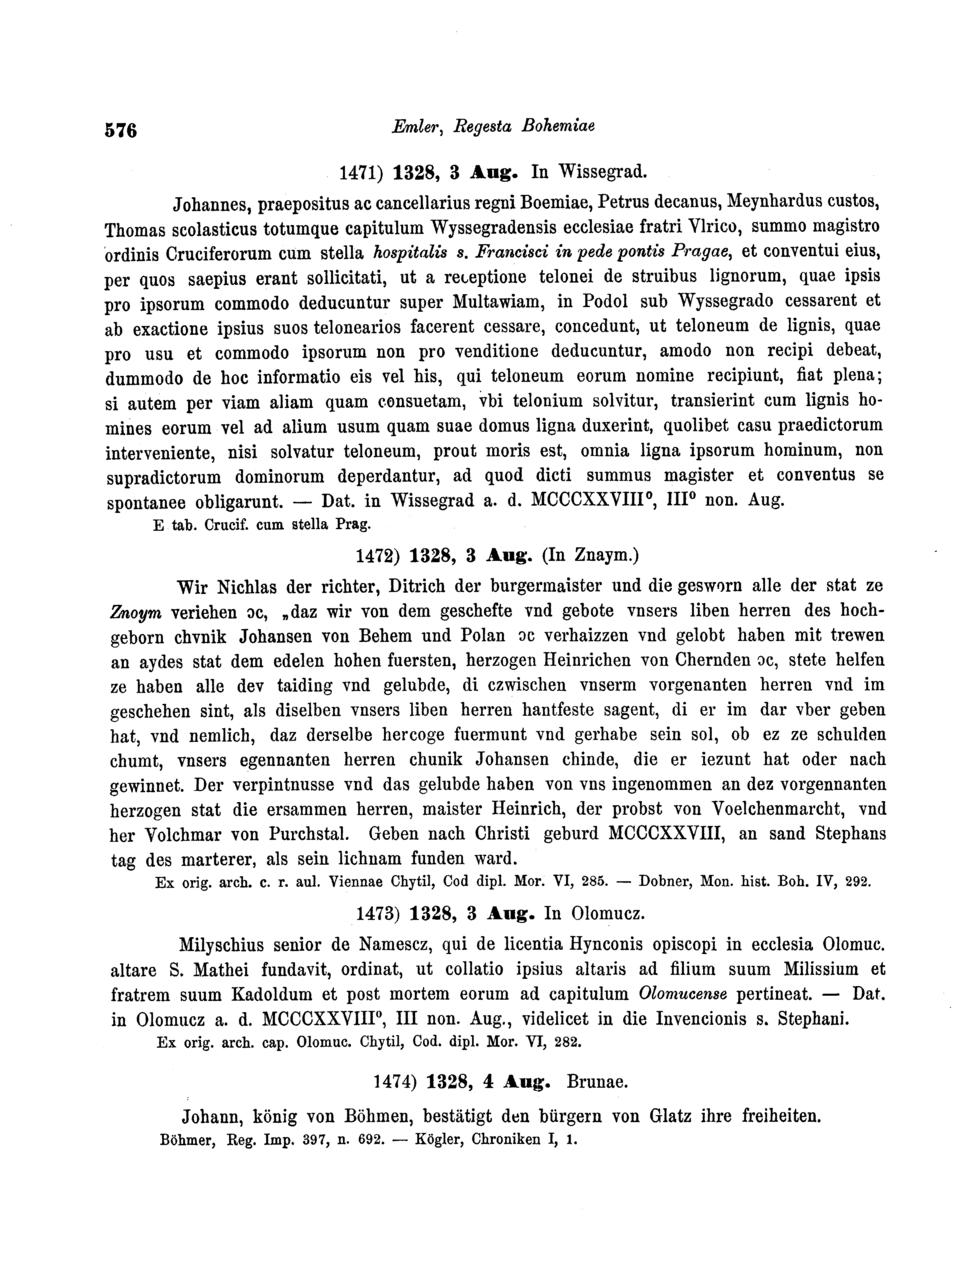 576
Emler, Regesta Bohemiae
1471) 1328, 3 Aug. In Wissegrad.
Johannes, praepositus ac cancellarius regni Boemiae, Petrus decanus, Meynhardus custos,
Thomas scolasticus totumque capitulum Wyssegradensis ecclesiae fratri Vlrico, summo magistro
ordinis Cruciferorum cum stella hospitalis s. Francisci in pede pontis Pragae, et conventui eius,
per quos saepius erant sollicitati, ut a receptione telonei de struibus lignorum, quae ipsis
pro ipsorum commodo deducuntur super Multawiam, in Podol sub Wyssegrado cessarent et
ab exactione ipsius suos telonearios facerent cessare, concedunt, ut teloneum de lignis, quae
pro usu et commodo ipsorum non pro venditione deducuntur, amodo non recipi debeat,
dummodo de hoc informatio eis vel his, qui teloneum eorum nomine recipiunt, fiat plena;
si autem per viam aliam quam consuetam, vbi telonium solvitur, transierint cum lignis ho-
mines eorum vel ad alium usum quam suae domus ligna duxerint, quolibet casu praedictorum
interveniente, nisi solvatur teloneum, prout moris est, omnia ligna ipsorum hominum, non
supradictorum dominorum deperdantur, ad quod dicti summus magister et conventus se
spontanee obligarunt. — Dat. in Wissegrad a. d. MCCCXXVIII⁰, III⁰ non. Aug.
E tab. Crucif. cum stella Prag.
1472) 1328, 3 Aug. (In Znaym.)
Wir Nichlas der richter, Ditrich der burgermaister und die gesworn alle der stat ze
Znoym veriehen ɔc, „daz wir von dem geschefte vnd gebote vnsers liben herren des hoch-
geborn chvnik Johansen von Behem und Polan ɔc verhaizzen vnd gelobt haben mit trewen
an aydes stat dem edelen hohen fuersten, herzogen Heinrichen von Chernden ɔc, stete helfen
ze haben alle dev taiding vnd gelubde, di czwischen vnserm vorgenanten herren vnd im
geschehen sint, als diselben vnsers liben herren hantfeste sagent, di er im dar vber geben
hat, vnd nemlich, daz derselbe hercoge fuermunt vnd gerhabe sein sol, ob ez ze schulden
chumt, vnsers egennanten herren chunik Johansen chinde, die er iezunt hat oder nach
gewinnet. Der verpintnusse vnd das gelubde haben von vns ingenommen an dez vorgennanten
herzogen stat die ersammen herren, maister Heinrich, der probst von Voelchenmarcht, vnd
her Volchmar von Purchstal. Geben nach Christi geburd MCCCXXVIII, an sand Stephans
tag des marterer, als sein lichnam funden ward.
Ex orig. arch. c. r. aul. Viennae Chytil, Cod dipl. Mor. VI, 285. — Dobner, Mon. hist. Boh. IV, 292.
1473) 1328, 3 Aug. In Olomucz.
Milyschius senior de Namescz, qui de licentia Hynconis episcopi in ecclesia Olomuc.
altare S. Mathei fundavit, ordinat, ut collatio ipsius altaris ad filium suum Milissium et
fratrem suum Kadoldum et post mortem eorum ad capitulum Olomucense pertineat. — Dat.
in Olomucz a. d. MCCCXXVIII⁰, III non. Aug., videlicet in die Invencionis s. Stephani.
Ex orig. arch. cap. Olomuc. Chytil, Cod. dipl. Mor. VI, 282.
1474) 1328, 4 Aug. Brunae.
Johann, könig von Böhmen, bestätigt den bürgern von Glatz ihre freiheiten.
Böhmer, Reg. Imp. 397, n. 692. — Kögler, Chroniken I, 1.